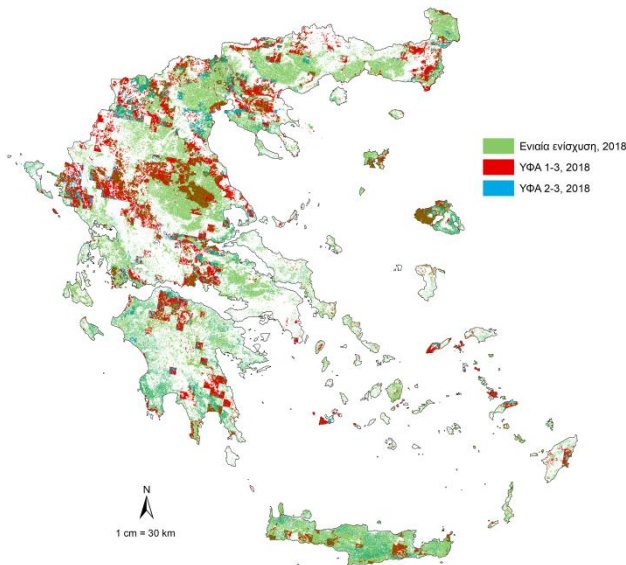 Ενιαία ενίσχυση, 2018
ΥΦΑ 1-3, 2018
ΥΦΑ 2-3, 2018
N
1 cm = 30 km